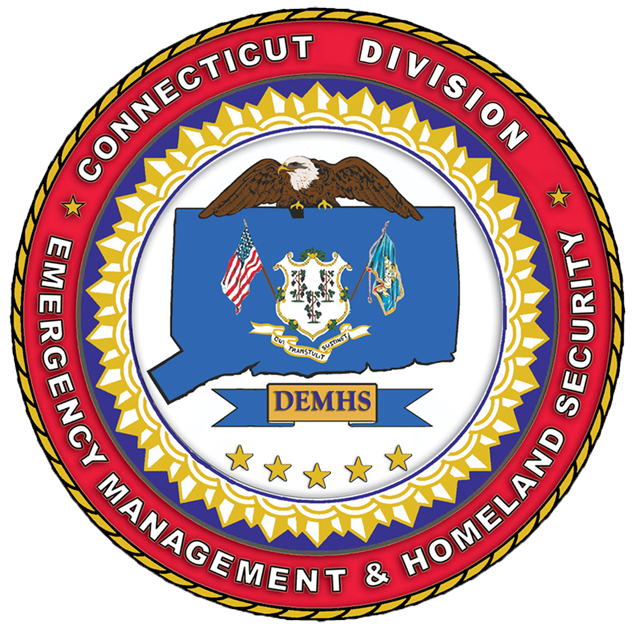 CONNECTICUT DIVISION
EMERGENCY MANAGEMENT & HOMELAND SECURITY
QUI TRANSTULIT SUSTINET
DEMHS